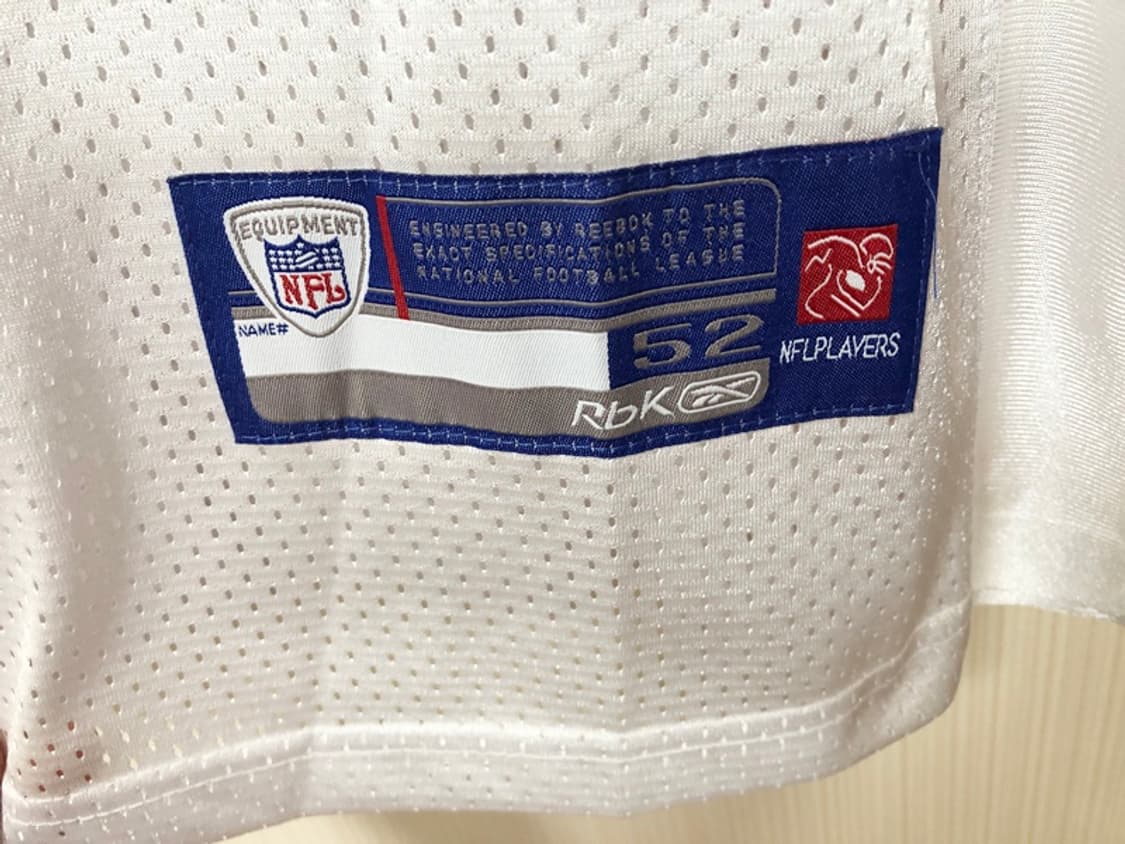 EQUIPMENT
NFL
ENGINEERED BY REEBOK TO THE
EXACT SPECIFICATIONS OF THE
NATIONAL FOOTBALL LEAGUE
NAME#
52
RbK
NFLPLAYERS